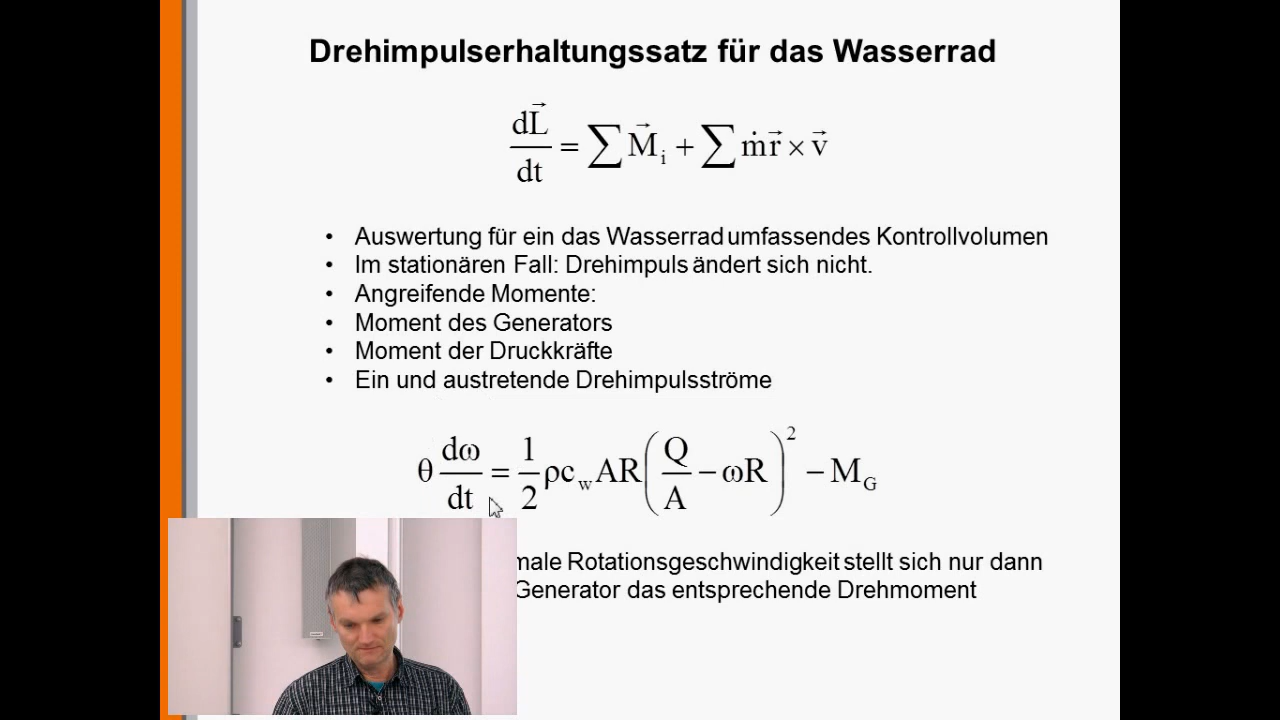 Drehimpulserhaltungssatz für das Wasserrad
dL⃗/dt = ∑ M⃗ᵢ + ∑ ṁr⃗ × v⃗
• Auswertung für ein das Wasserrad umfassendes Kontrollvolumen
• Im stationären Fall: Drehimpuls ändert sich nicht.
• Angreifende Momente:
• Moment des Generators
• Moment der Druckkräfte
• Ein und austretende Drehimpulsströme
θ dω/dt = 1/2 ρc_w AR (Q/A − ωR)² − M_G
Rotationsgeschwindigkeit stellt sich nur dann
Generator das entsprechende Drehmoment